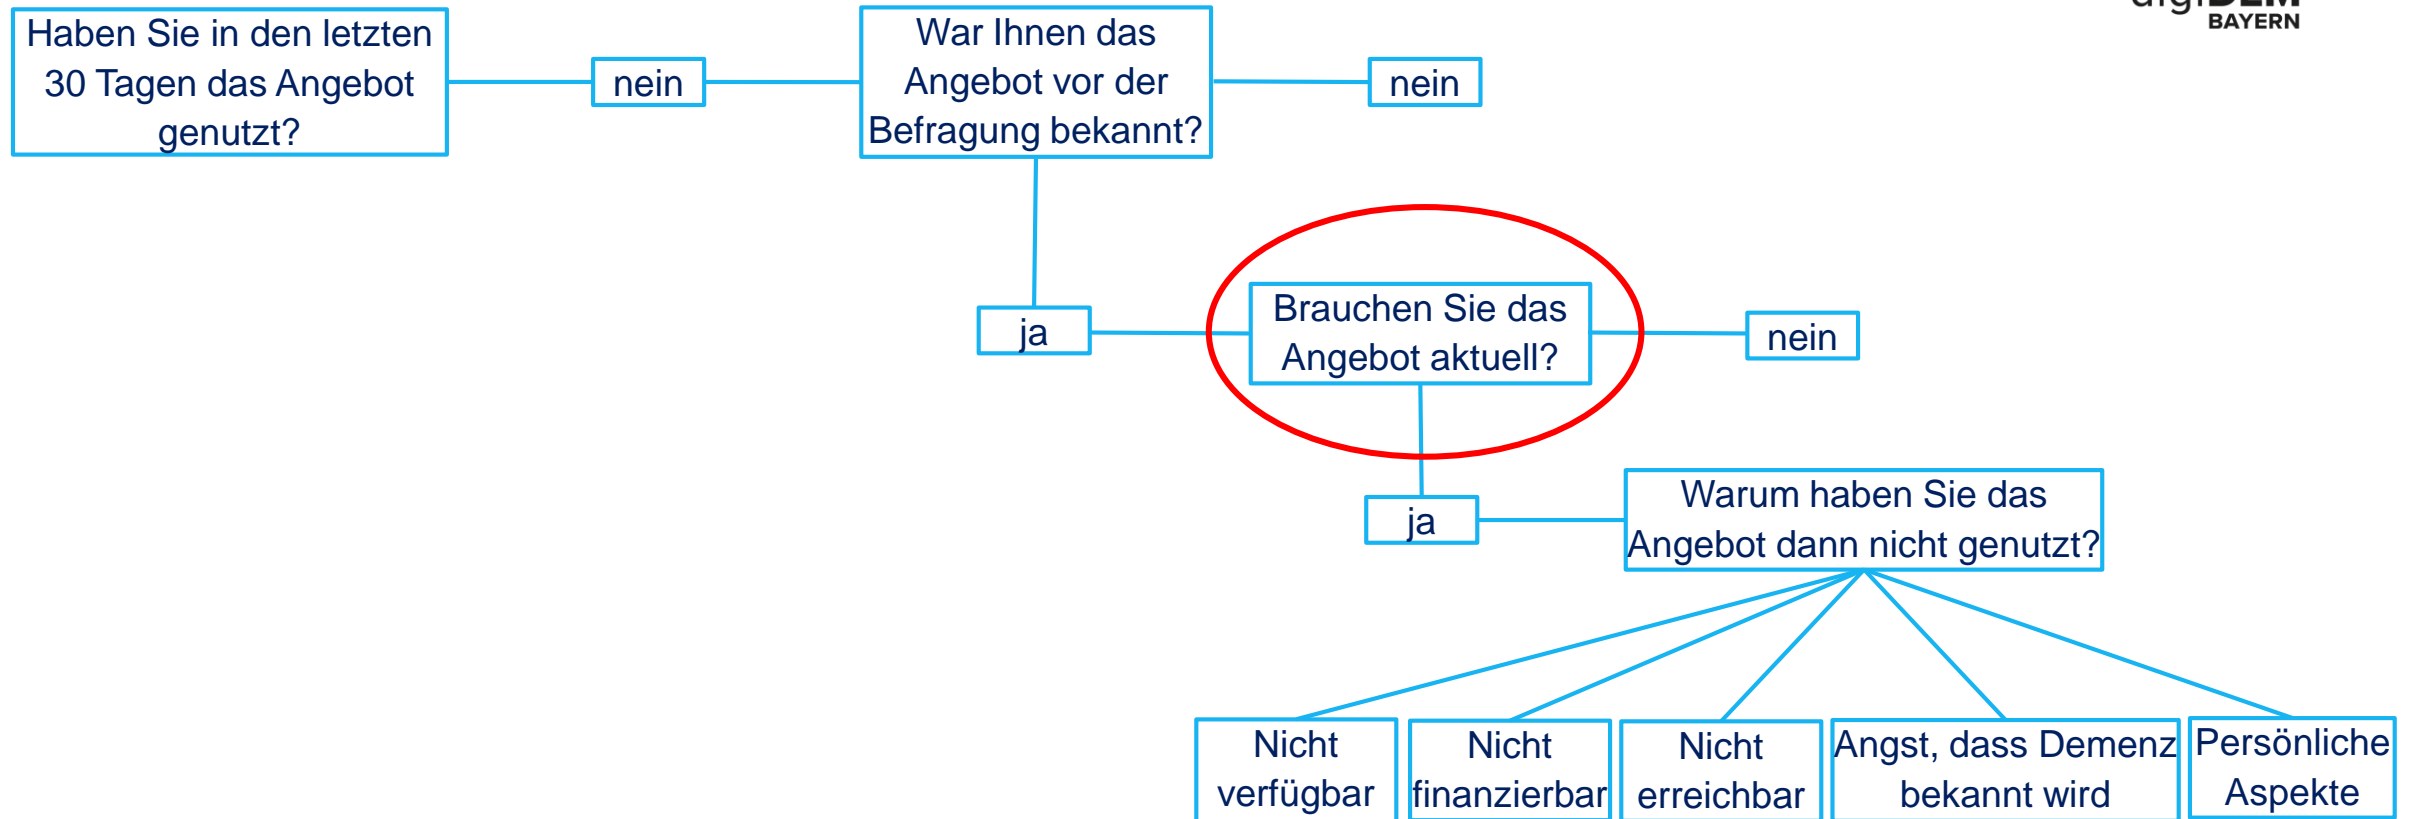 digiDEM
BAYERN
Haben Sie in den letzten
30 Tagen das Angebot
genutzt?
nein
War Ihnen das
Angebot vor der
Befragung bekannt?
nein
ja
Brauchen Sie das
Angebot aktuell?
nein
ja
Warum haben Sie das
Angebot dann nicht genutzt?
Nicht
verfügbar
Nicht
finanzierbar
Nicht
erreichbar
Angst, dass Demenz
bekannt wird
Persönliche
Aspekte